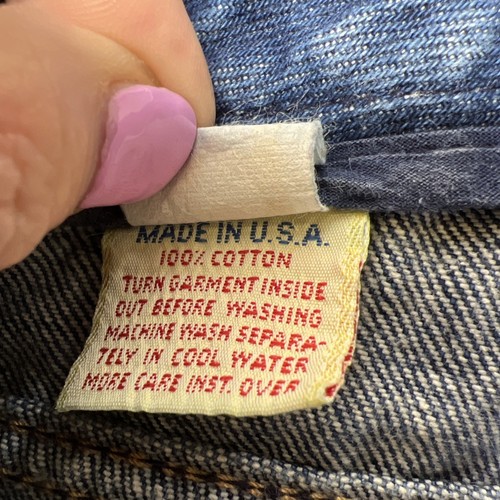 MADE IN U.S.A.
100% COTTON
TURN GARMENT INSIDE
OUT BEFORE WASHING
MACHINE WASH SEPARA-
TELY IN COOL WATER
MORE CARE INST. OVER